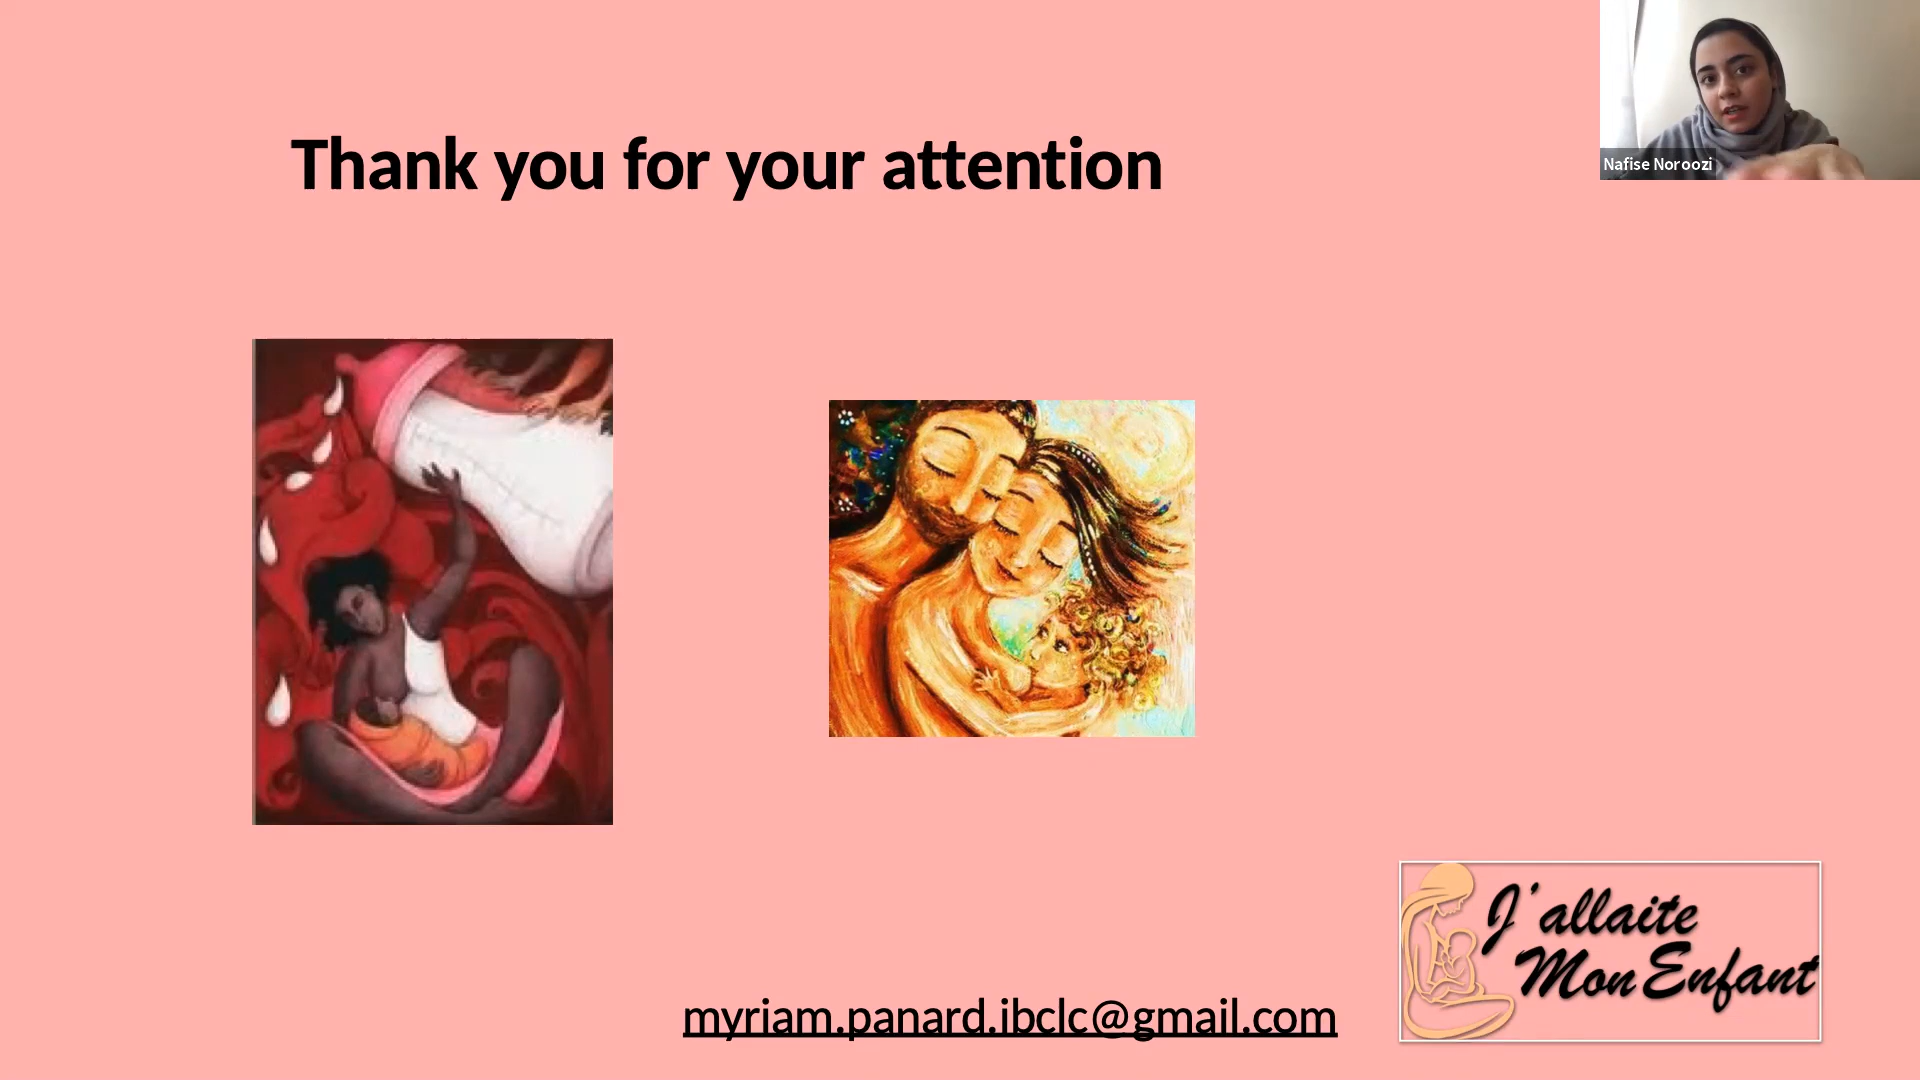 Thank you for your attention
Nafise Noroozi
J'allaite
Mon Enfant
myriam.panard.ibclc@gmail.com